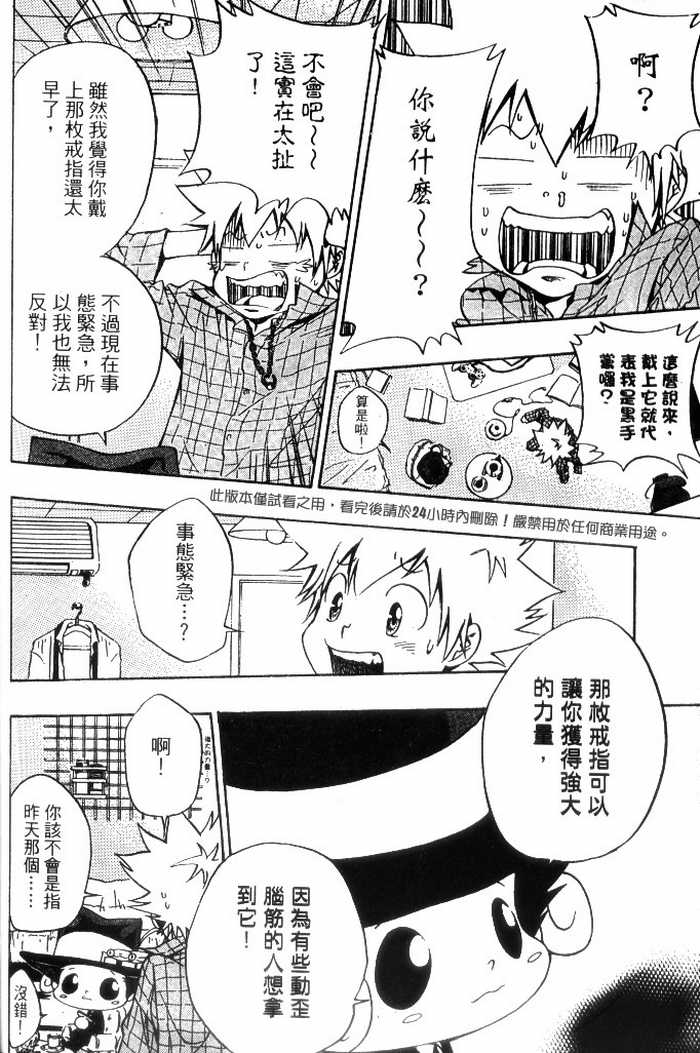 啊？
你說什麼～～～？
不會吧～～
這實在太扯
了！
雖然我覺得你戴
上那枚戒指還太
早了，
不過現在事
態緊急，所
以我也無法
反對！
這麼說來，
戴上它就代
表我是黑手
黨囉？
算是啦！
此版本僅試看之用，看完後請於24小時內刪除！嚴禁用於任何商業用途。
事態緊急…？
那枚戒指可以
讓你獲得強大
的力量，
因為有些動歪
腦筋的人想拿
到它！
強大的力量…？
啊！
你該不會是指
昨天那個……
沒錯！